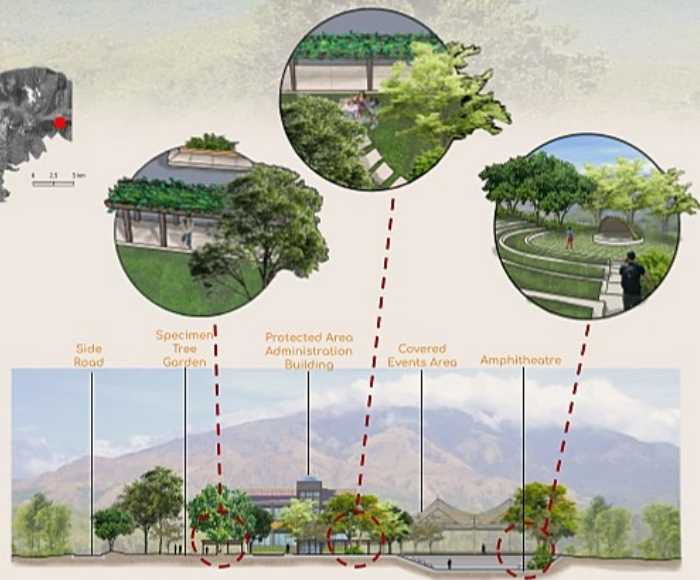 0 2.5 5 km
Side
Road
Specimen
Tree
Garden
Protected Area
Administration
Building
Covered
Events Area
Amphitheatre